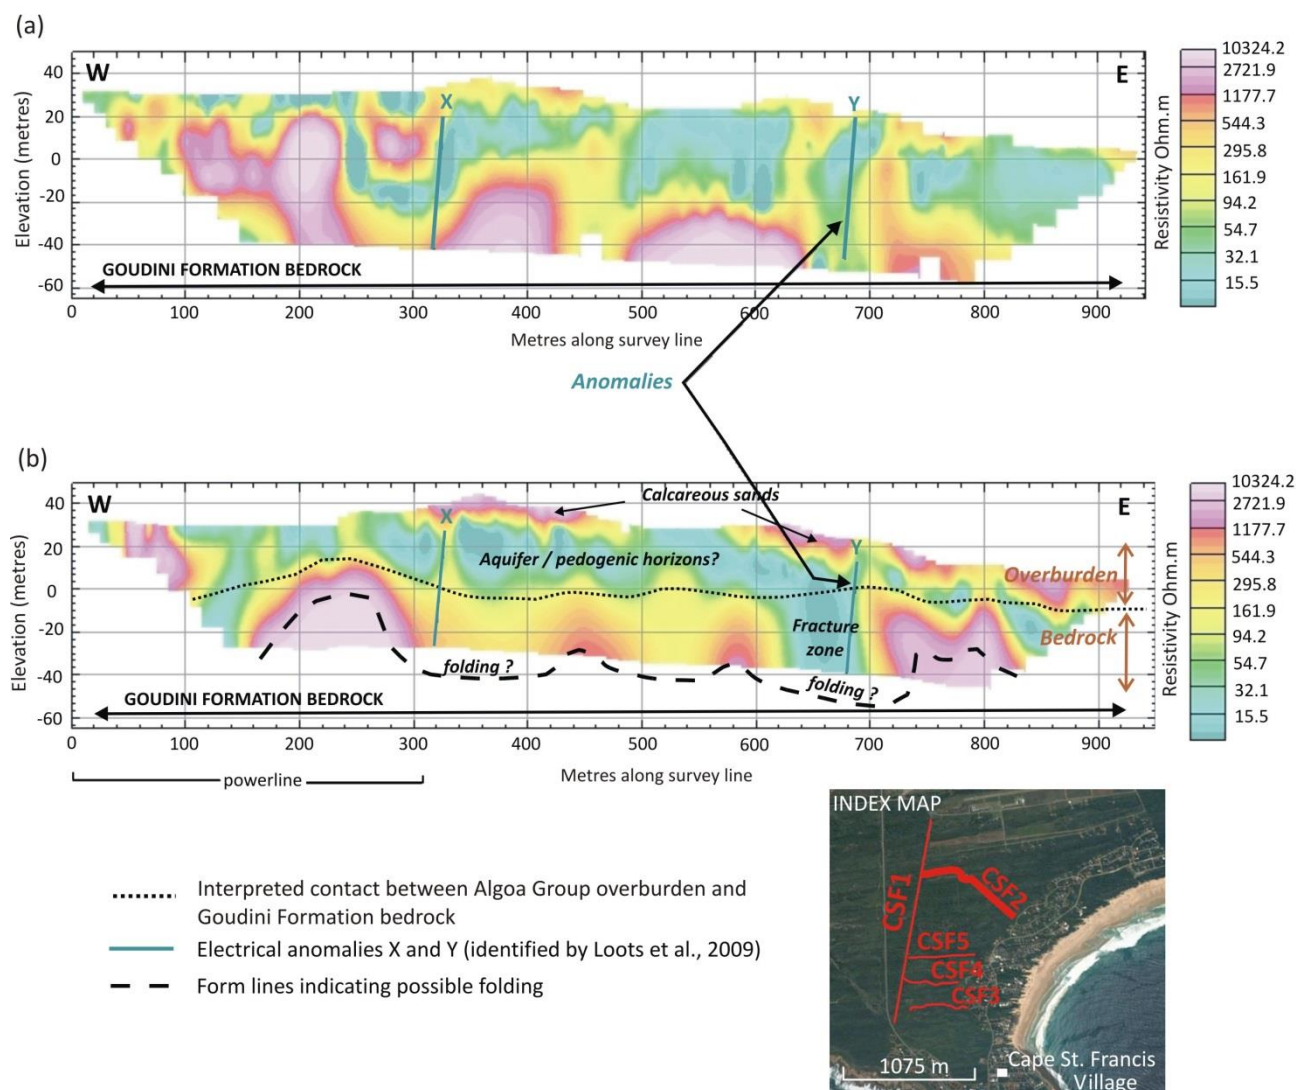 (a)
W
E
X
Y
40
20
0
-20
-40
-60
Elevation (metres)
GOUDINI FORMATION BEDROCK
0 100 200 300 400 500 600 700 800 900
Metres along survey line
Resistivity Ohm.m
10324.2
2721.9
1177.7
544.3
295.8
161.9
94.2
54.7
32.1
15.5
Anomalies
(b)
W
E
X
Y
Calcareous sands
Aquifer / pedogenic horizons?
Overburden
Fracture
zone
Bedrock
folding ?
folding ?
40
20
0
-20
-40
-60
Elevation (metres)
GOUDINI FORMATION BEDROCK
0 100 200 300 400 500 600 700 800 900
powerline
Metres along survey line
Resistivity Ohm.m
10324.2
2721.9
1177.7
544.3
295.8
161.9
94.2
54.7
32.1
15.5
Interpreted contact between Algoa Group overburden and
Goudini Formation bedrock
Electrical anomalies X and Y (identified by Loots et al., 2009)
Form lines indicating possible folding
INDEX MAP
CSF1
CSF2
CSF5
CSF4
CSF3
1075 m
Cape St. Francis
Village